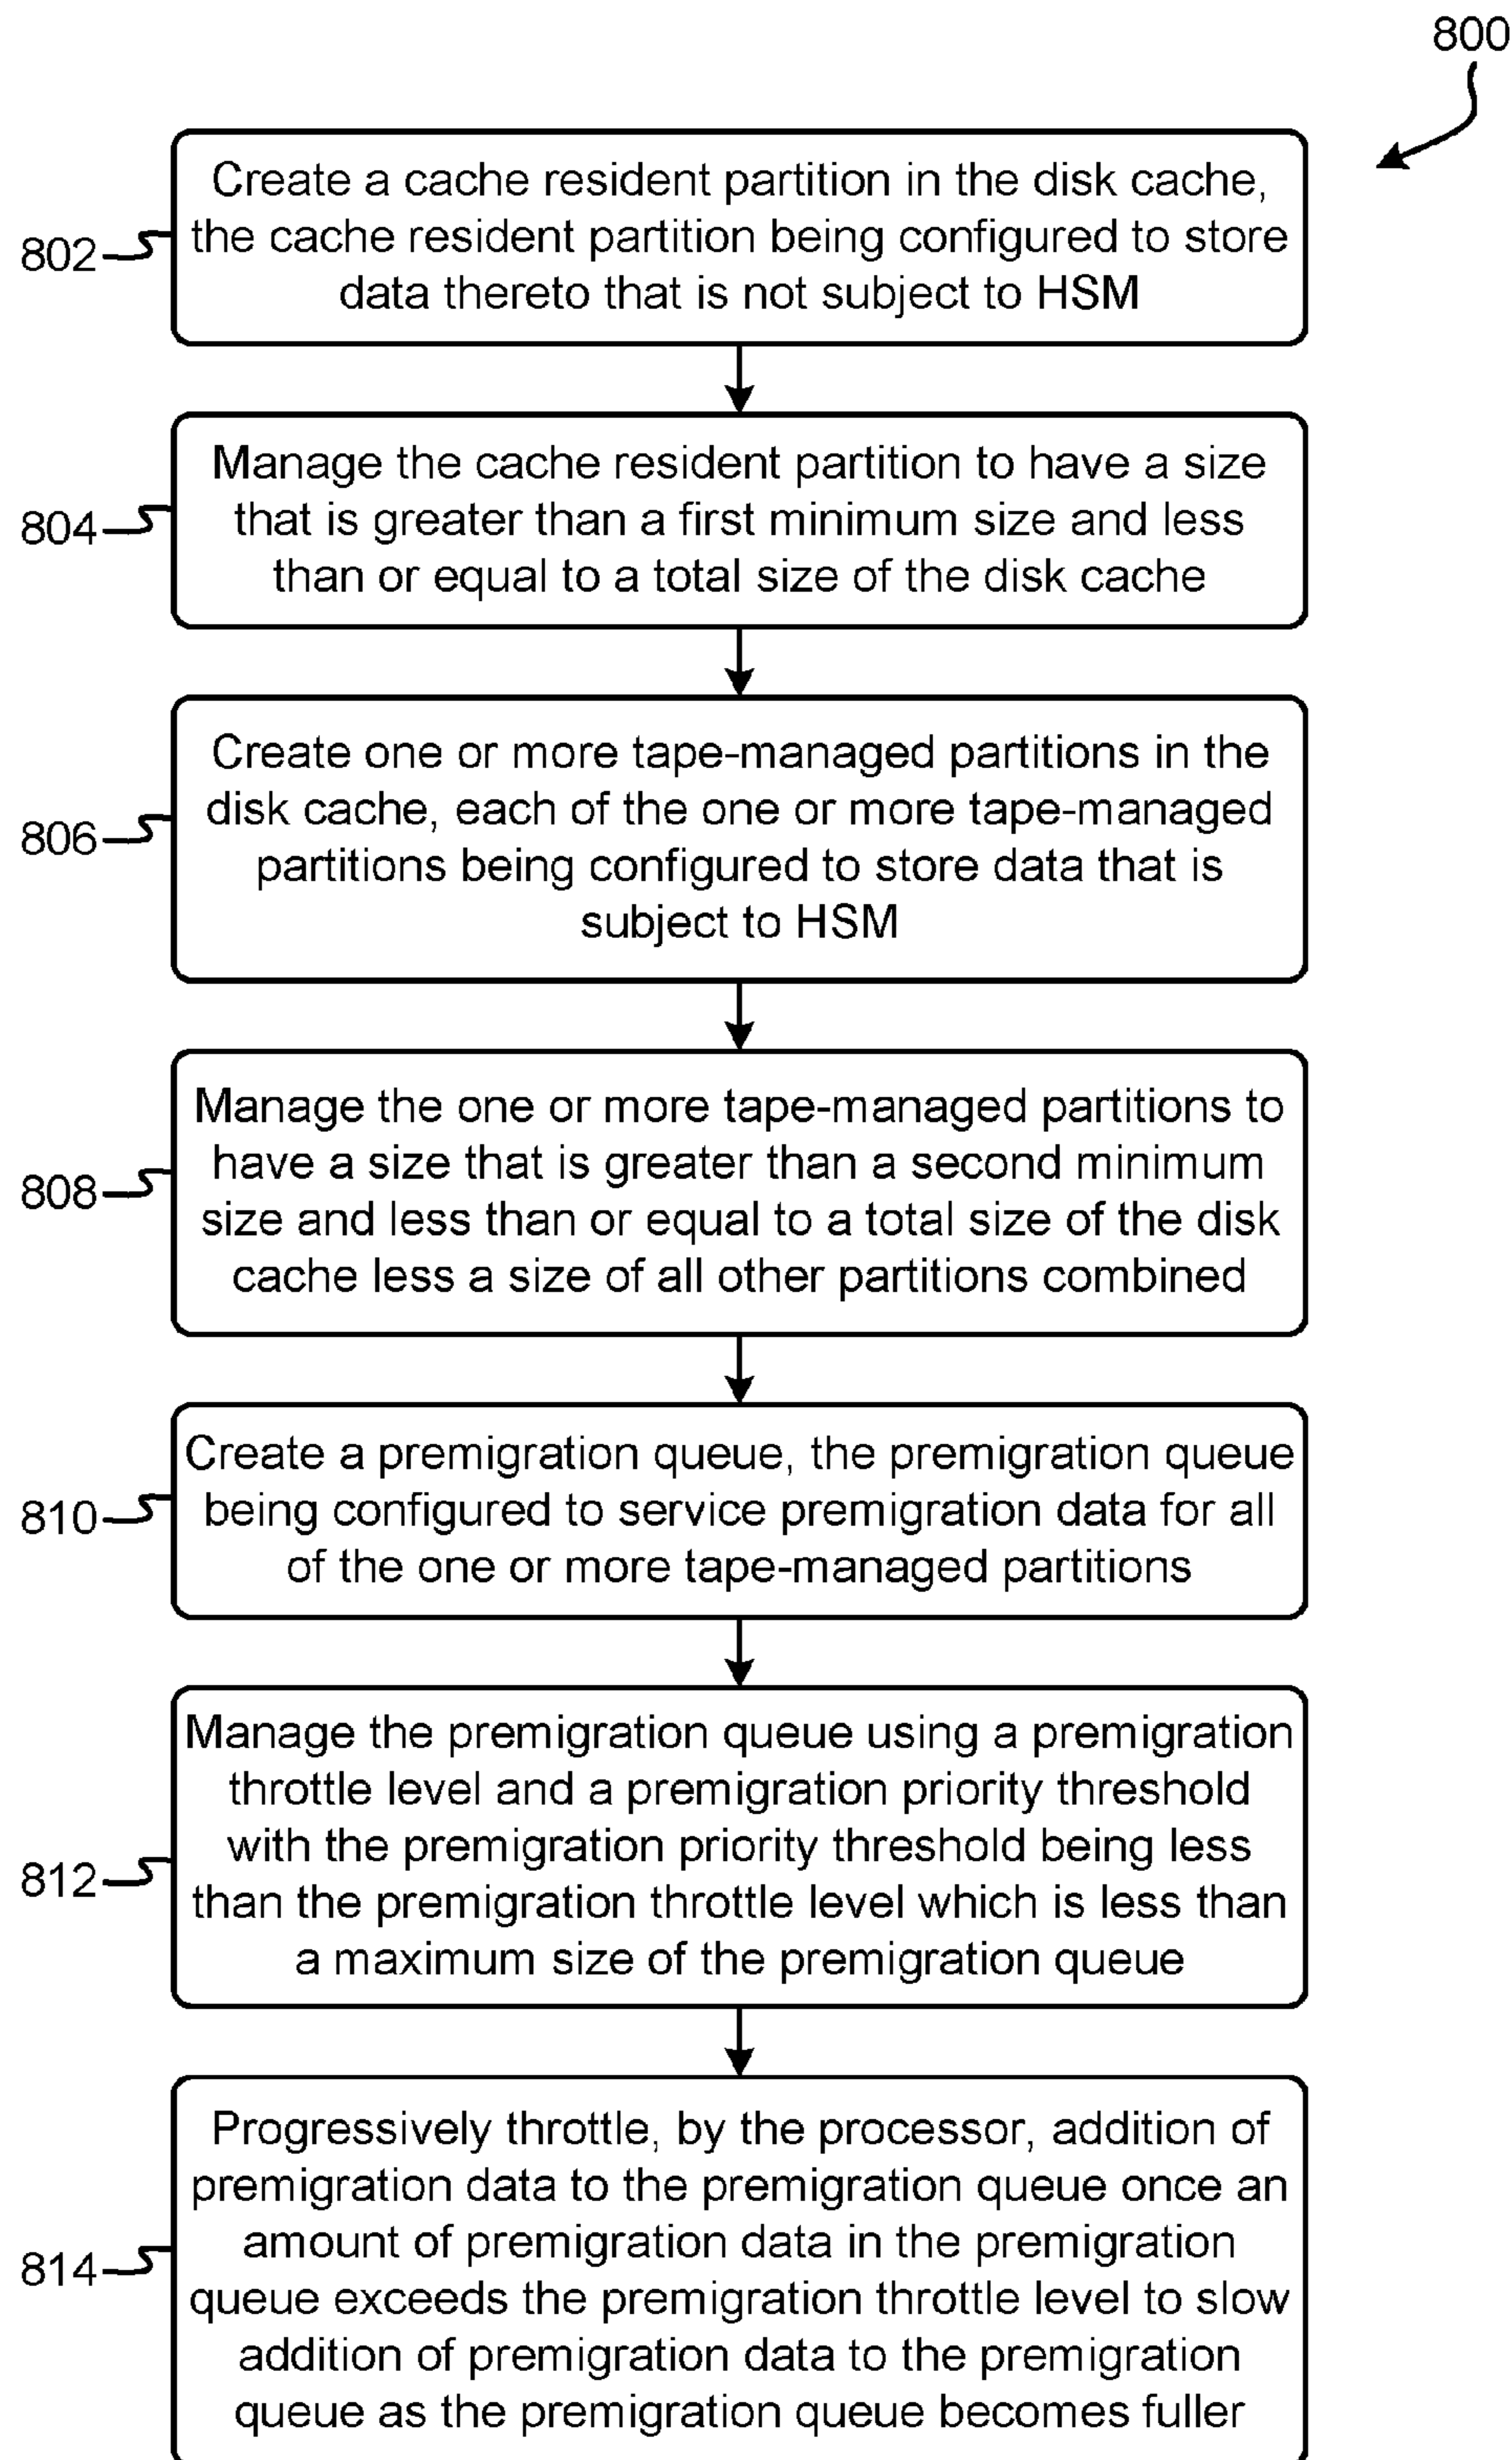 800
Create a cache resident partition in the disk cache,
the cache resident partition being configured to store
data thereto that is not subject to HSM
802
Manage the cache resident partition to have a size
that is greater than a first minimum size and less
than or equal to a total size of the disk cache
804
Create one or more tape-managed partitions in the
disk cache, each of the one or more tape-managed
partitions being configured to store data that is
subject to HSM
806
Manage the one or more tape-managed partitions to
have a size that is greater than a second minimum
size and less than or equal to a total size of the disk
cache less a size of all other partitions combined
808
Create a premigration queue, the premigration queue
being configured to service premigration data for all
of the one or more tape-managed partitions
810
Manage the premigration queue using a premigration
throttle level and a premigration priority threshold
with the premigration priority threshold being less
than the premigration throttle level which is less than
a maximum size of the premigration queue
812
Progressively throttle, by the processor, addition of
premigration data to the premigration queue once an
amount of premigration data in the premigration
queue exceeds the premigration throttle level to slow
addition of premigration data to the premigration
queue as the premigration queue becomes fuller
814